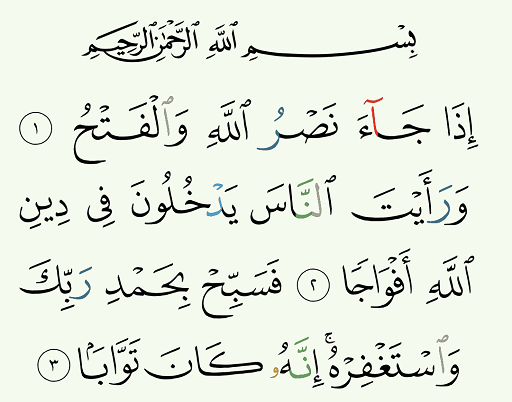 بِسْمِ ٱللَّهِ ٱلرَّحْمَٰنِ ٱلرَّحِيمِ
إِذَا جَآءَ نَصْرُ ٱللَّهِ وَٱلْفَتْحُ ١
وَرَأَيْتَ ٱلنَّاسَ يَدْخُلُونَ فِى دِينِ
ٱللَّهِ أَفْوَاجًا ٢ فَسَبِّحْ بِحَمْدِ رَبِّكَ
وَٱسْتَغْفِرْهُ ۚ إِنَّهُۥ كَانَ تَوَّابًۢا ٣